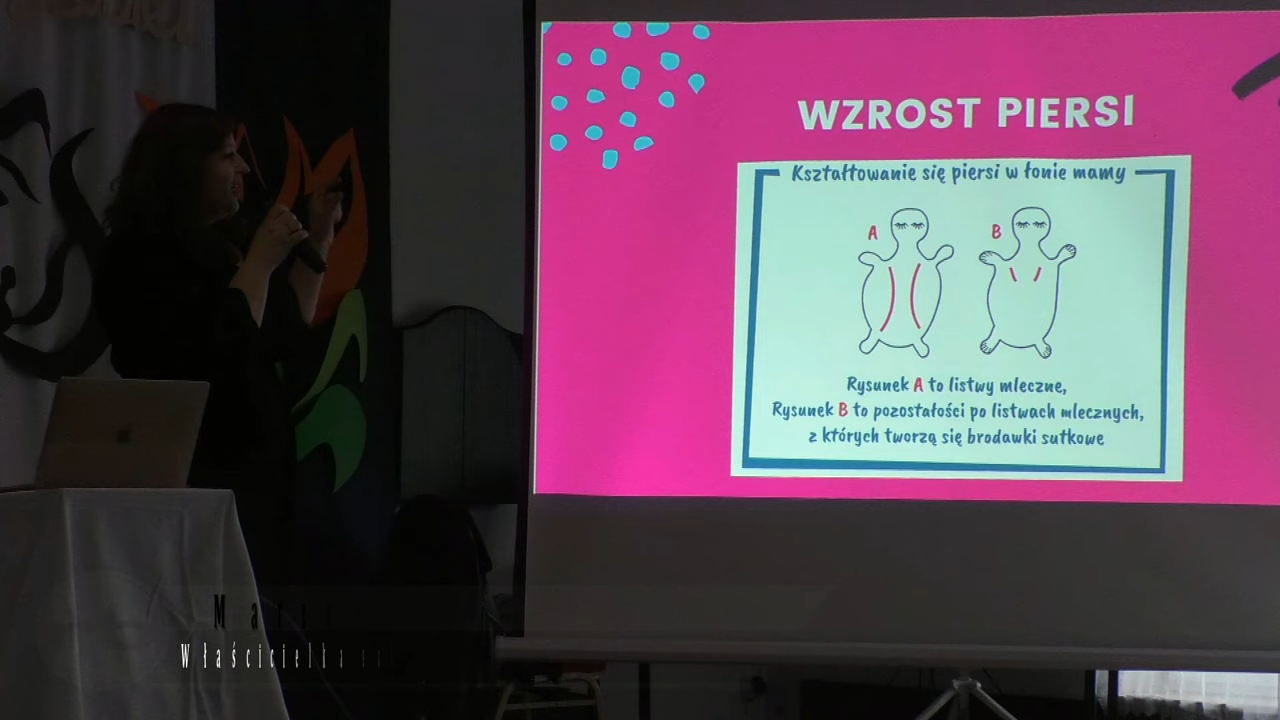 WZROST PIERSI
Kształtowanie się piersi w łonie mamy
A
B
Rysunek A to listwy mleczne,
Rysunek B to pozostałości po listwach mlecznych,
z których tworzą się brodawki sutkowe
Właścicielka